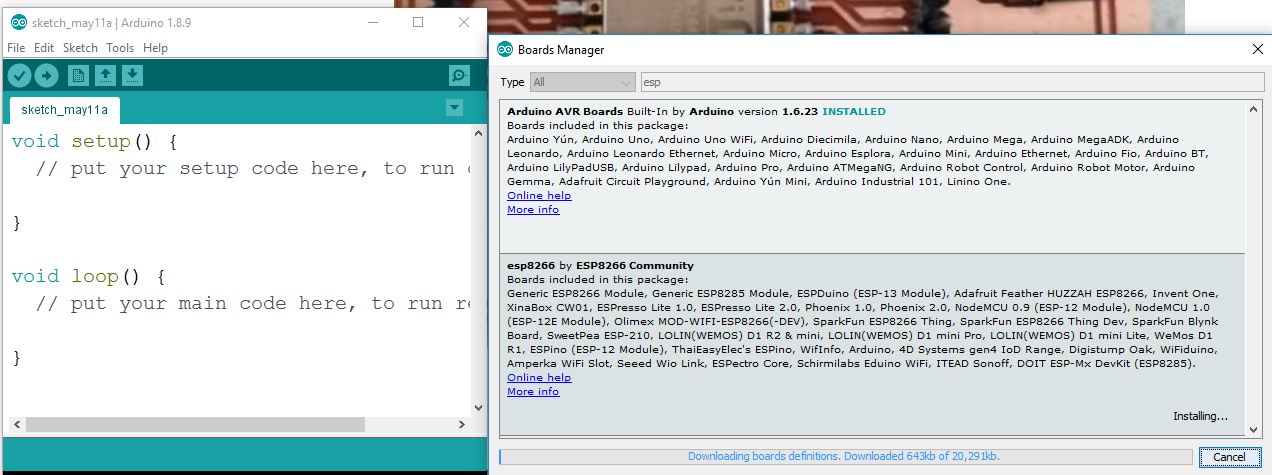 sketch_may11a | Arduino 1.8.9
File Edit Sketch Tools Help
sketch_may11a
void setup() {
// put your setup code here, to run
}
void loop() {
// put your main code here, to run
}
Boards Manager
Type All esp
Arduino AVR Boards Built-In by Arduino version 1.6.23 INSTALLED
Boards included in this package:
Arduino Yún, Arduino Uno, Arduino Uno WiFi, Arduino Diecimila, Arduino Nano, Arduino Mega, Arduino MegaADK, Arduino
Leonardo, Arduino Leonardo Ethernet, Arduino Micro, Arduino Esplora, Arduino Mini, Arduino Ethernet, Arduino Fio, Arduino BT,
Arduino LilyPadUSB, Arduino Lilypad, Arduino Pro, Arduino ATMegaNG, Arduino Robot Control, Arduino Robot Motor, Arduino
Gemma, Adafruit Circuit Playground, Arduino Yún Mini, Arduino Industrial 101, Linino One.
Online help
More info
esp8266 by ESP8266 Community
Boards included in this package:
Generic ESP8266 Module, Generic ESP8285 Module, ESPDuino (ESP-13 Module), Adafruit Feather HUZZAH ESP8266, Invent One,
XinaBox CW01, ESPresso Lite 1.0, ESPresso Lite 2.0, Phoenix 1.0, Phoenix 2.0, NodeMCU 0.9 (ESP-12 Module), NodeMCU 1.0
(ESP-12E Module), Olimex MOD-WIFI-ESP8266(-DEV), SparkFun ESP8266 Thing, SparkFun ESP8266 Thing Dev, SparkFun Blynk
Board, SweetPea ESP-210, LOLIN(WEMOS) D1 R2 & mini, LOLIN(WEMOS) D1 mini Pro, LOLIN(WEMOS) D1 mini Lite, WeMos D1
R1, ESPino (ESP-12 Module), ThaiEasyElec's ESPino, WifInfo, Arduino, 4D Systems gen4 IoD Range, Digistump Oak, WiFiduino,
Amperka WiFi Slot, Seeed Wio Link, ESPectro Core, Schirmilabs Eduino WiFi, ITEAD Sonoff, DOIT ESP-Mx DevKit (ESP8285).
Online help
More info
Installing...
Downloading boards definitions. Downloaded 643kb of 20,291kb.
Cancel